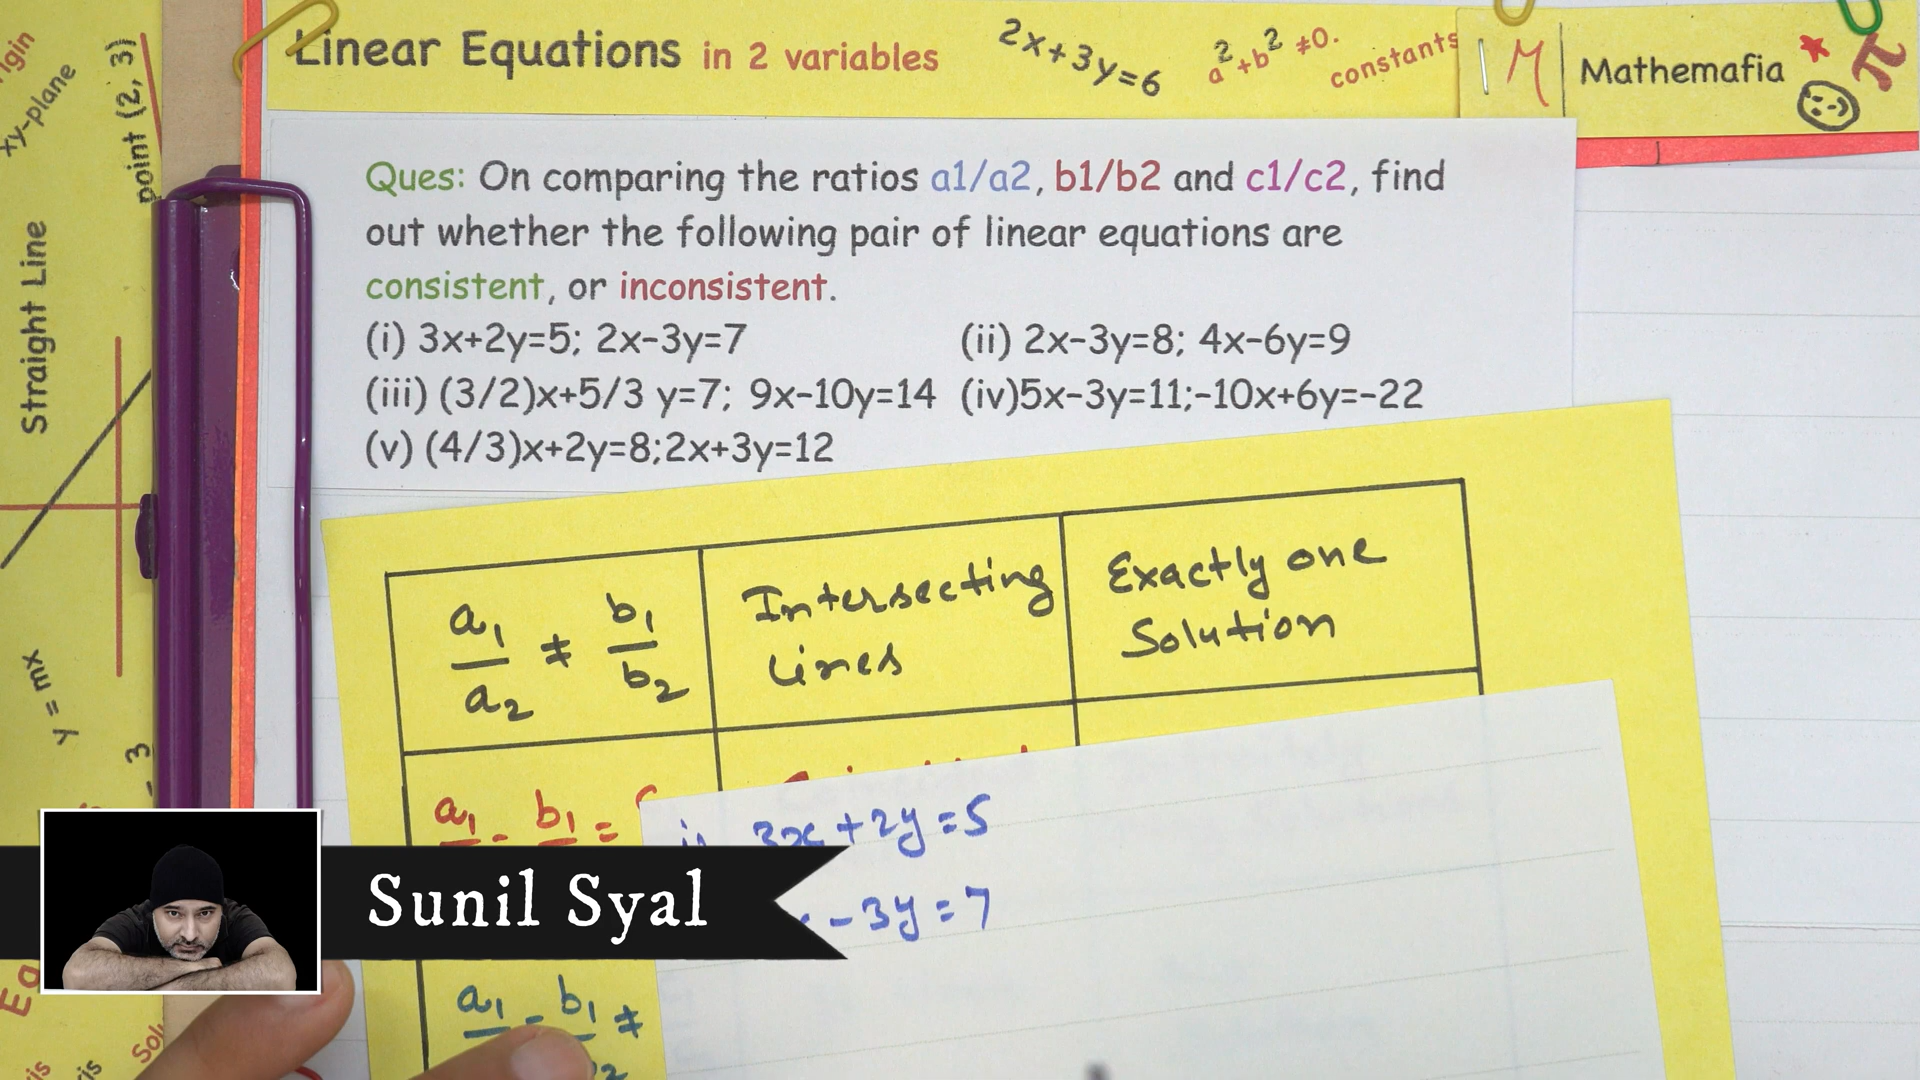 Linear Equations in 2 variables
2x+3y=6
a²+b²≠0.
constants
M
Mathemafia
π
xy-plane
point (2, 3)
Straight Line
y = mx
Ques: On comparing the ratios a1/a2, b1/b2 and c1/c2, find
out whether the following pair of linear equations are
consistent, or inconsistent.
(i) 3x+2y=5; 2x-3y=7 (ii) 2x-3y=8; 4x-6y=9
(iii) (3/2)x+5/3 y=7; 9x-10y=14 (iv)5x-3y=11;-10x+6y=-22
(v) (4/3)x+2y=8;2x+3y=12
a₁/a₂ ≠ b₁/b₂
Intersecting
Lines
Exactly one
Solution
a₁ = b₁ =
3x+2y=5
-3y=7
a₁ = b₁ ≠
Sunil Syal